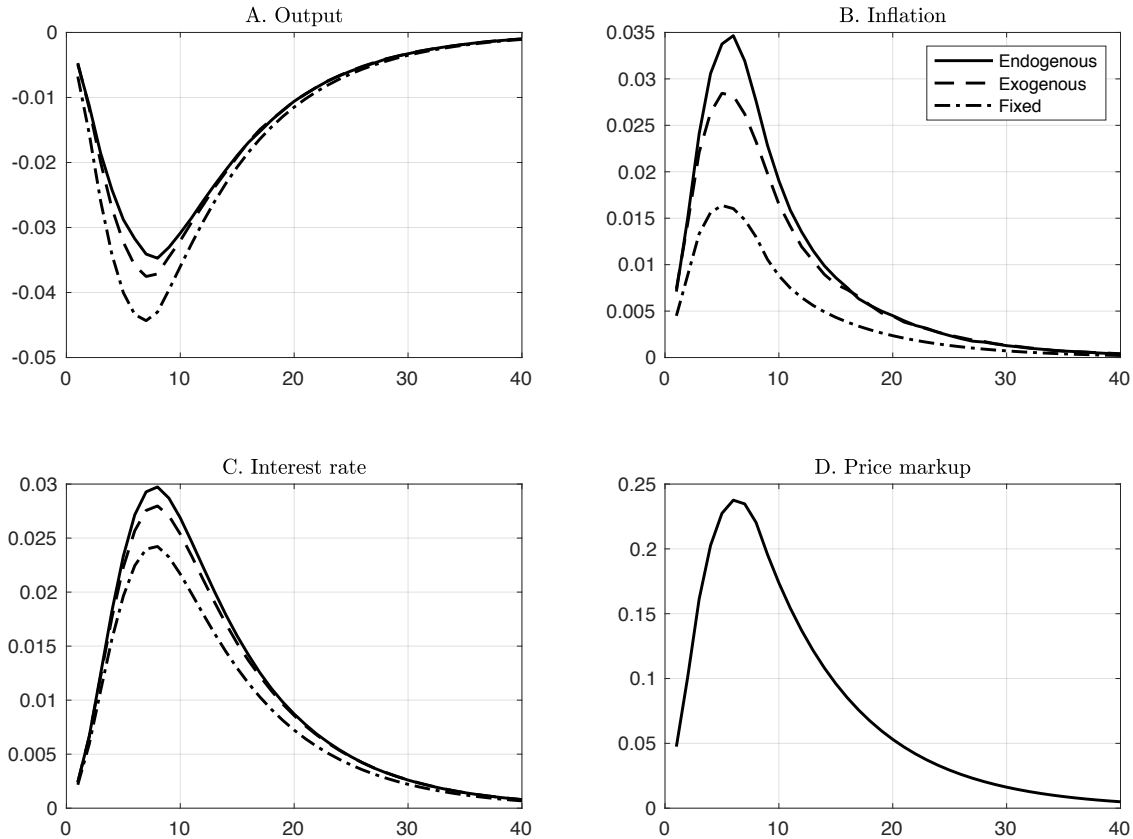 A. Output
0
-0.01
-0.02
-0.03
-0.04
-0.05
0 10 20 30 40
B. Inflation
0.035
0.03
0.025
0.02
0.015
0.01
0.005
0
0 10 20 30 40
Endogenous
Exogenous
Fixed
C. Interest rate
0.03
0.025
0.02
0.015
0.01
0.005
0
0 10 20 30 40
D. Price markup
0.25
0.2
0.15
0.1
0.05
0
0 10 20 30 40